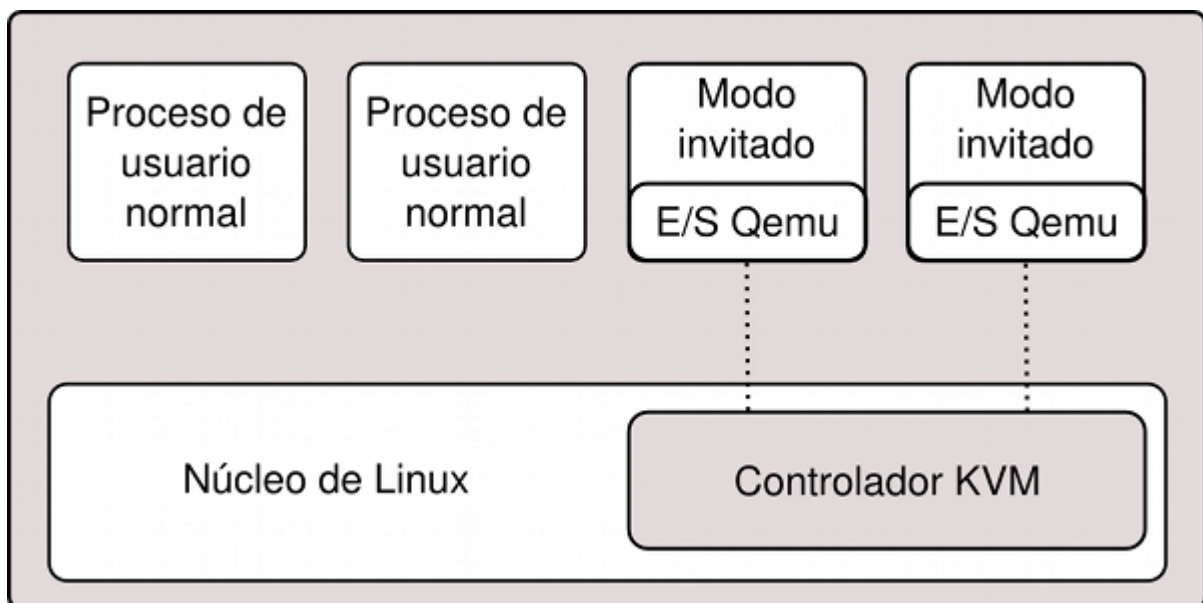 Proceso de
usuario
normal
Proceso de
usuario
normal
Modo
invitado
E/S Qemu
Modo
invitado
E/S Qemu
Núcleo de Linux
Controlador KVM